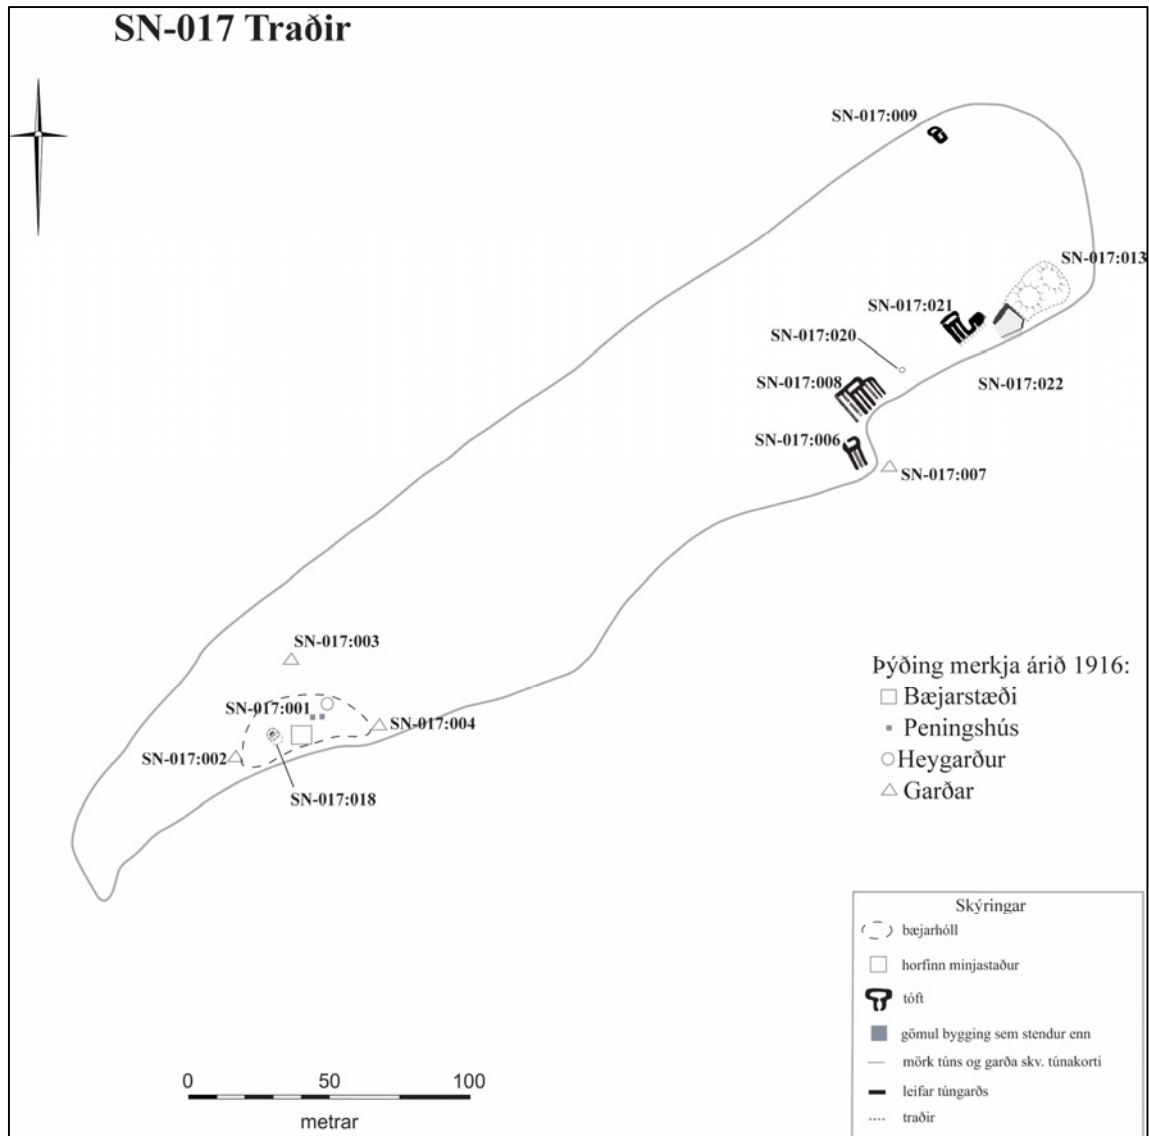 SN-017 Traðir
SN-017:009
SN-017:013
SN-017:021
SN-017:020
SN-017:008
SN-017:022
SN-017:006
SN-017:007
SN-017:003
SN-017:001
SN-017:004
SN-017:002
SN-017:018
Þýðing merkja árið 1916:
Bæjarstæði
Peningshús
Heygarður
Garðar
Skýringar
bæjarhóll
horfinn minjastaður
tóft
gömul bygging sem stendur enn
mörk túns og garða skv. túnakorti
leifar túngarðs
traðir
0 50 100
metrar